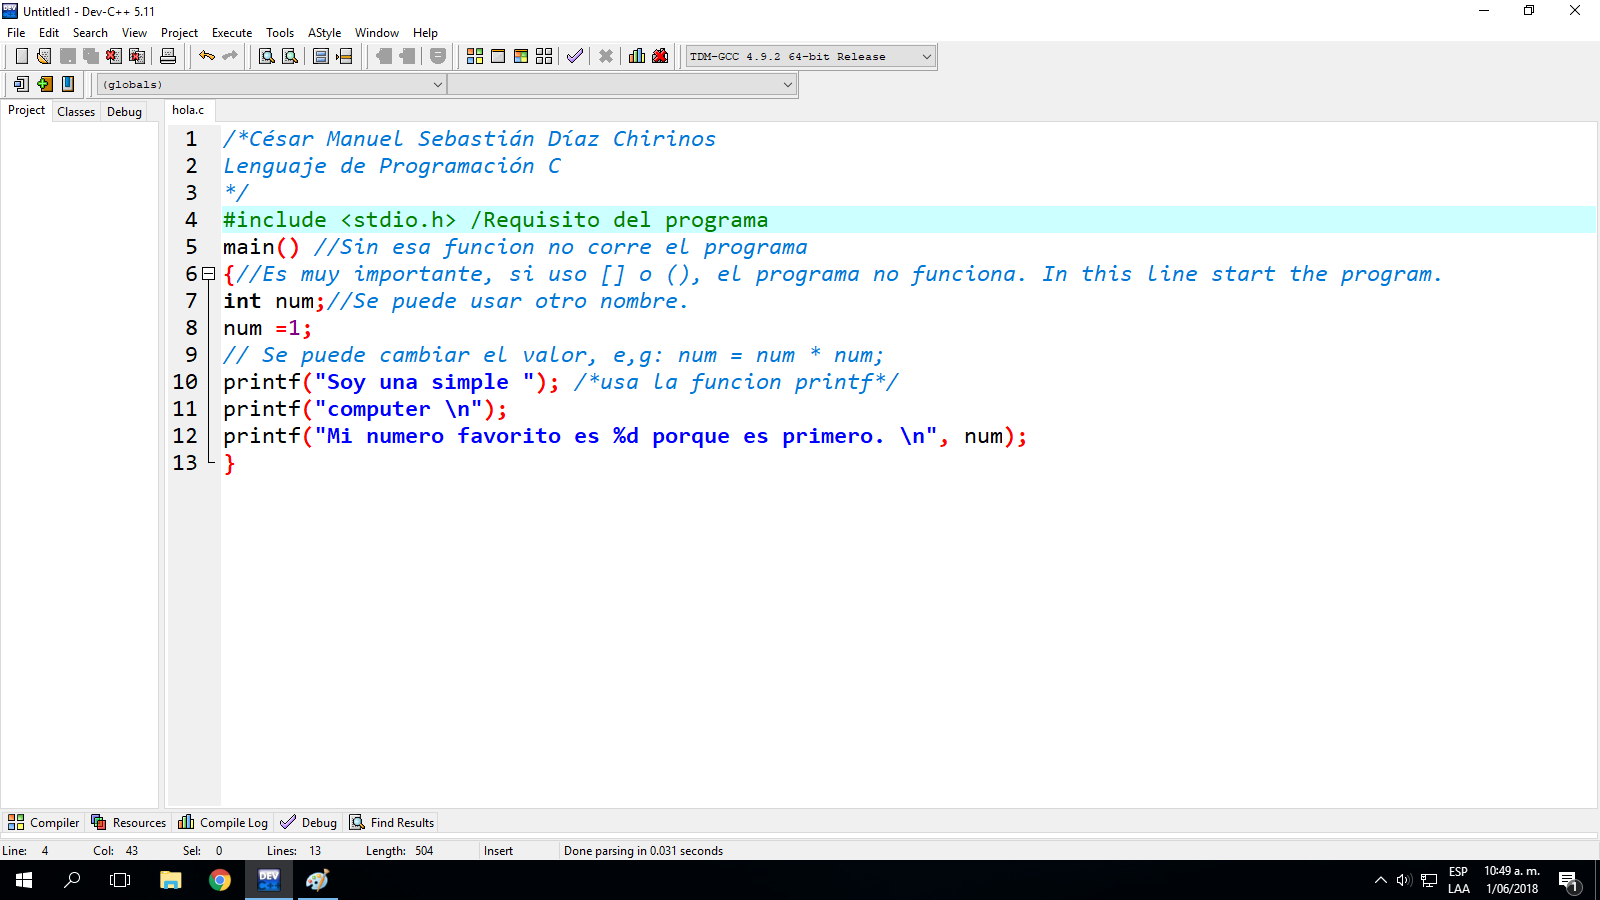 Untitled1 - Dev-C++ 5.11
File Edit Search View Project Execute Tools AStyle Window Help
TDM-GCC 4.9.2 64-bit Release
(globals)
Project Classes Debug hola.c
1 /*César Manuel Sebastián Díaz Chirinos
2 Lenguaje de Programación C
3 */
4 #include <stdio.h> /Requisito del programa
5 main() //Sin esa funcion no corre el programa
6 {//Es muy importante, si uso [] o (), el programa no funciona. In this line start the program.
7 int num;//Se puede usar otro nombre.
8 num =1;
9 // Se puede cambiar el valor, e,g: num = num * num;
10 printf("Soy una simple "); /*usa la funcion printf*/
11 printf("computer \n");
12 printf("Mi numero favorito es %d porque es primero. \n", num);
13 }
Compiler Resources Compile Log Debug Find Results
Line: 4 Col: 43 Sel: 0 Lines: 13 Length: 504 Insert Done parsing in 0.031 seconds
DEV
ESP 10:49 a. m.
LAA 1/06/2018 1